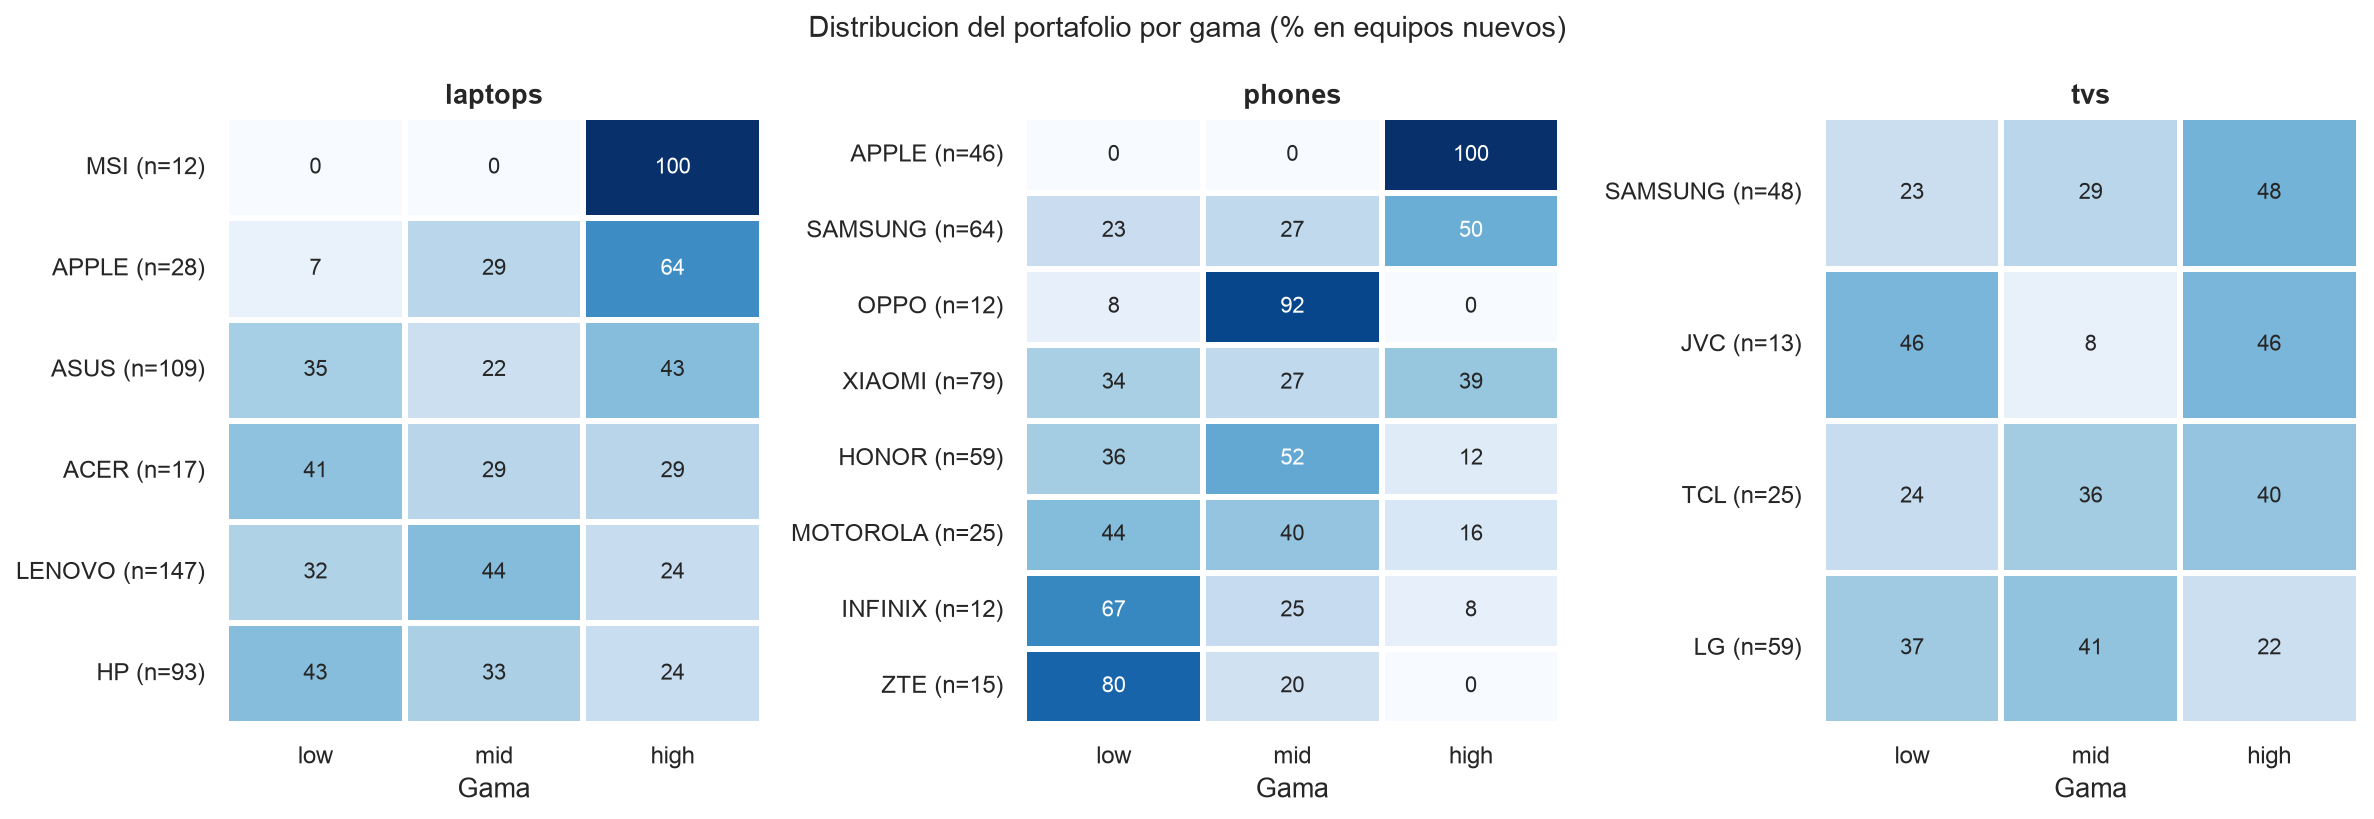 Distribucion del portafolio por gama (% en equipos nuevos)
laptops
MSI (n=12) 0 0 100
APPLE (n=28) 7 29 64
ASUS (n=109) 35 22 43
ACER (n=17) 41 29 29
LENOVO (n=147) 32 44 24
HP (n=93) 43 33 24
low mid high
Gama
phones
APPLE (n=46) 0 0 100
SAMSUNG (n=64) 23 27 50
OPPO (n=12) 8 92 0
XIAOMI (n=79) 34 27 39
HONOR (n=59) 36 52 12
MOTOROLA (n=25) 44 40 16
INFINIX (n=12) 67 25 8
ZTE (n=15) 80 20 0
low mid high
Gama
tvs
SAMSUNG (n=48) 23 29 48
JVC (n=13) 46 8 46
TCL (n=25) 24 36 40
LG (n=59) 37 41 22
low mid high
Gama